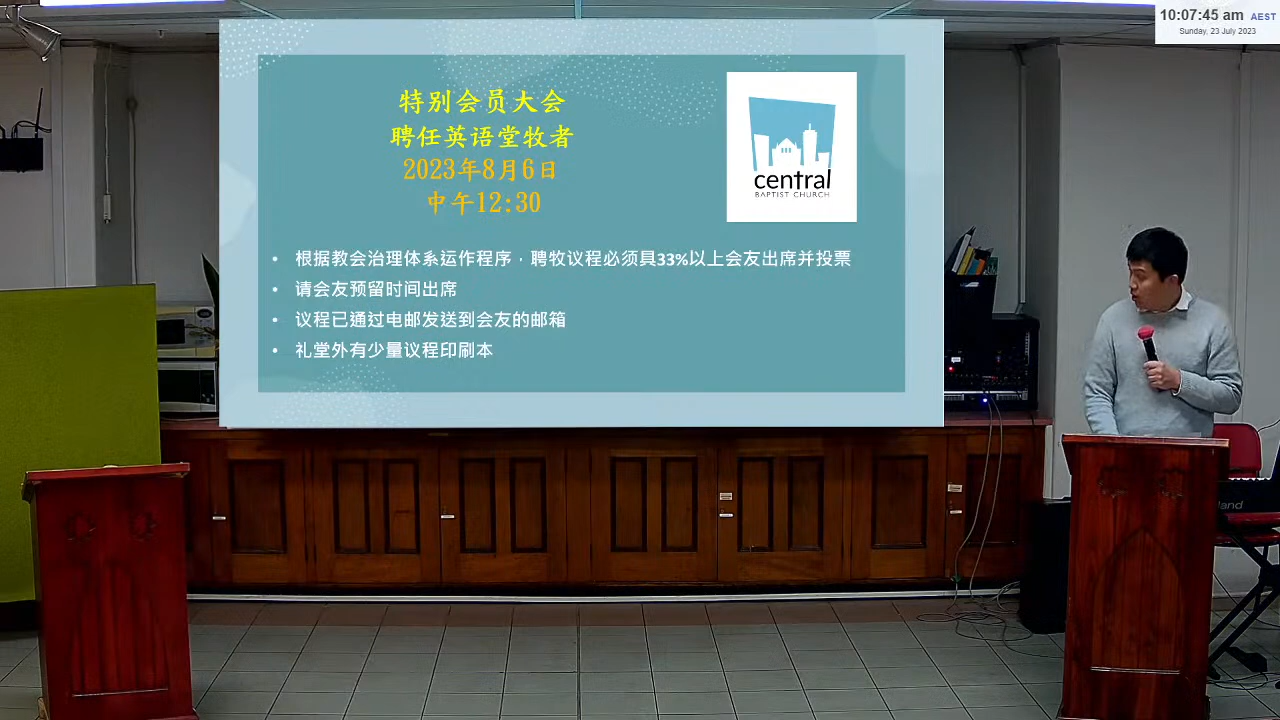 10:07:45 am AEST
Sunday, 23 July 2023
特别会员大会
聘任英语堂牧者
2023年8月6日
中午12:30
central
BAPTIST CHURCH
• 根据教会治理体系运作程序，聘牧议程必须具33%以上会友出席并投票
• 请会友预留时间出席
• 议程已通过电邮发送到会友的邮箱
• 礼堂外有少量议程印刷本